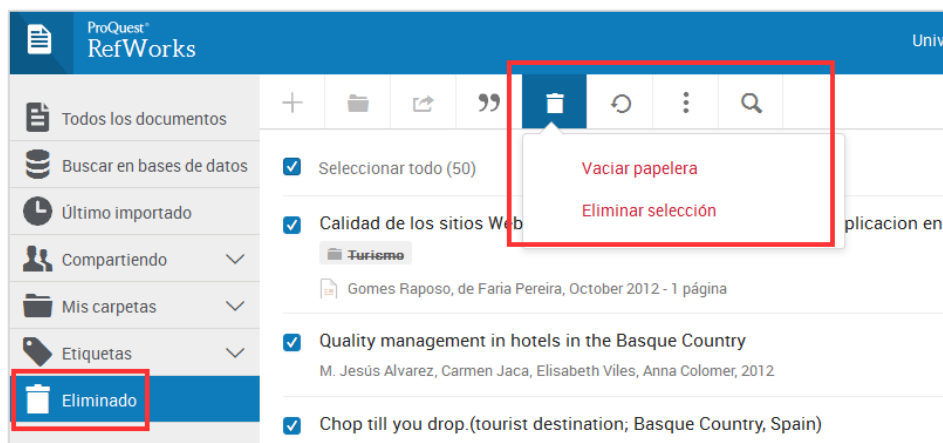 ProQuest®
RefWorks
Univ
Todos los documentos
Buscar en bases de datos
Último importado
Compartiendo
Mis carpetas
Etiquetas
Eliminado
Vaciar papelera
Eliminar selección
Seleccionar todo (50)
Calidad de los sitios Web plicacion en
Turismo
Gomes Raposo, de Faria Pereira, October 2012 - 1 página
Quality management in hotels in the Basque Country
M. Jesús Alvarez, Carmen Jaca, Elisabeth Viles, Anna Colomer, 2012
Chop till you drop.(tourist destination; Basque Country, Spain)